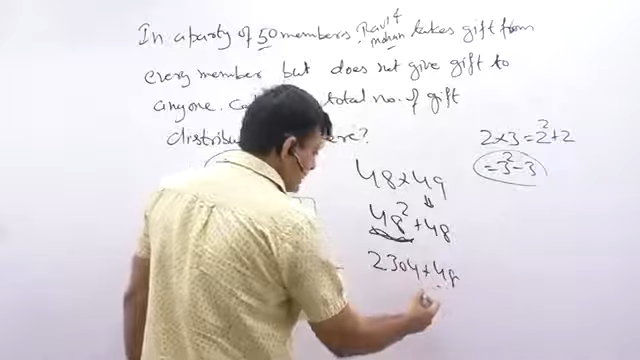 In a party of 50 members. Ravi & mohan takes gift from
every member but does not give gift to
anyone. total no. of gift
here?
2×3=2²+2
=3²-3
48×49
48²+48
2304+48